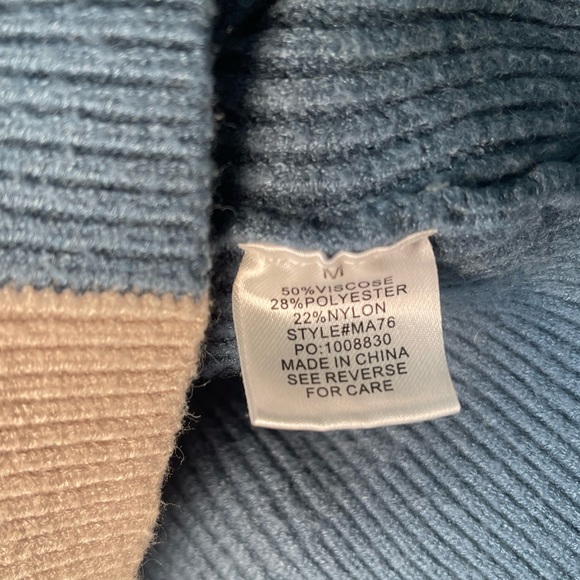 M
50%VISCOSE
28%POLYESTER
22%NYLON
STYLE#MA76
PO:1008830
MADE IN CHINA
SEE REVERSE
FOR CARE